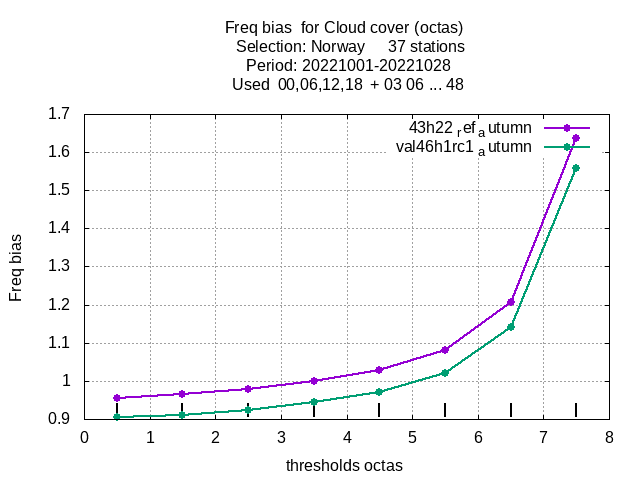 Freq bias  for Cloud cover (octas)
Selection: Norway     37 stations
Period: 20221001-20221028
Used  00,06,12,18  + 03 06 ... 48
1.7
1.6
1.5
1.4
1.3
1.2
1.1
1
0.9
Freq bias
43h22 ref autumn
val46h1rc1 autumn
0 1 2 3 4 5 6 7 8
thresholds octas